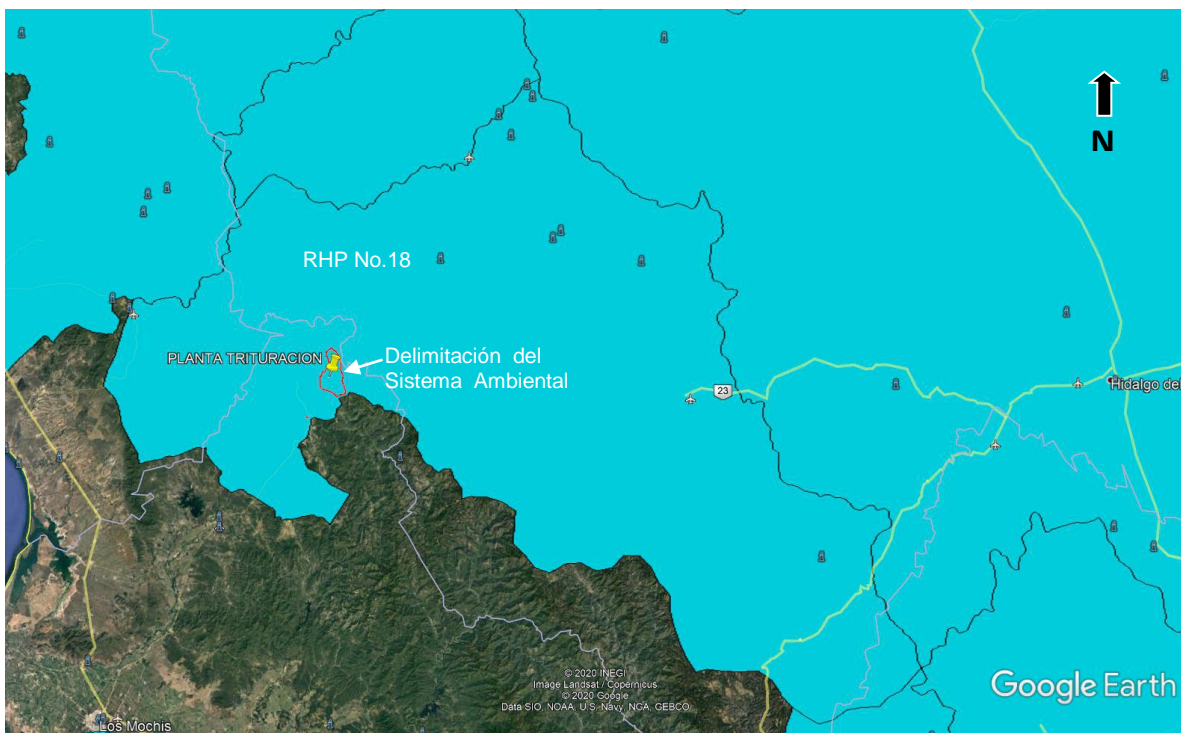 N
RHP No.18
PLANTA TRITURACION
Delimitación del
Sistema Ambiental
23
Hidalgo del
© 2020 INEGI
Image Landsat / Copernicus
© 2020 Google
Data SIO, NOAA, U.S. Navy, NGA, GEBCO
Google Earth
Los Mochis